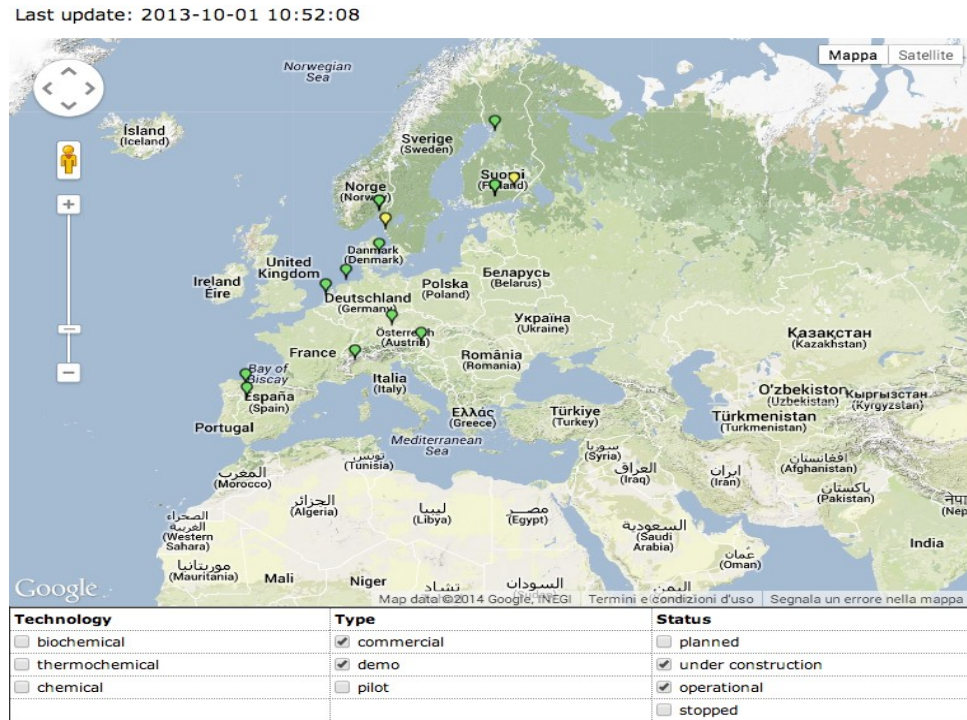 Last update: 2013-10-01 10:52:08
Mappa
Satellite
Norwegian
Sea
Ísland
(Iceland)
Sverige
(Sweden)
Suomi
(Finland)
Norge
(Norway)
Danmark
(Denmark)
United
Kingdom
Ireland
Éire
Беларусь
(Belarus)
Polska
(Poland)
Deutschland
(Germany)
Україна
(Ukraine)
Österreich
(Austria)
Қазақстан
(Kazakhstan)
France
România
(Romania)
Bay of
Biscay
Italia
(Italy)
España
(Spain)
O'zbekiston
(Uzbekistan)
Кыргызстан
(Kyrgyzstan)
Ελλάς
(Greece)
Türkiye
(Turkey)
Türkmenistan
(Turkmenistan)
Portugal
Mediterranean
Sea
تونس
(Tunisia)
سوريا
(Syria)
افغانستان
(Afghanistan)
المغرب
(Morocco)
العراق
(Iraq)
ایران
(Iran)
پاکستان
(Pakistan)
الجزائر
(Algeria)
ليبيا
(Libya)
مصر
(Egypt)
नेपा
(Nep
الصحراء
الغربية
(Western
Sahara)
السعودية
(Saudi
Arabia)
India
عُمان
(Oman)
موريتانيا
(Mauritania)
Mali
Niger
تشاد
السودان
اليمن
Google
Map data ©2014 Google, INEGI
Termini e condizioni d'uso
Segnala un errore nella mappa
Technology Type Status
biochemical commercial planned
thermochemical demo under construction
chemical pilot operational
stopped